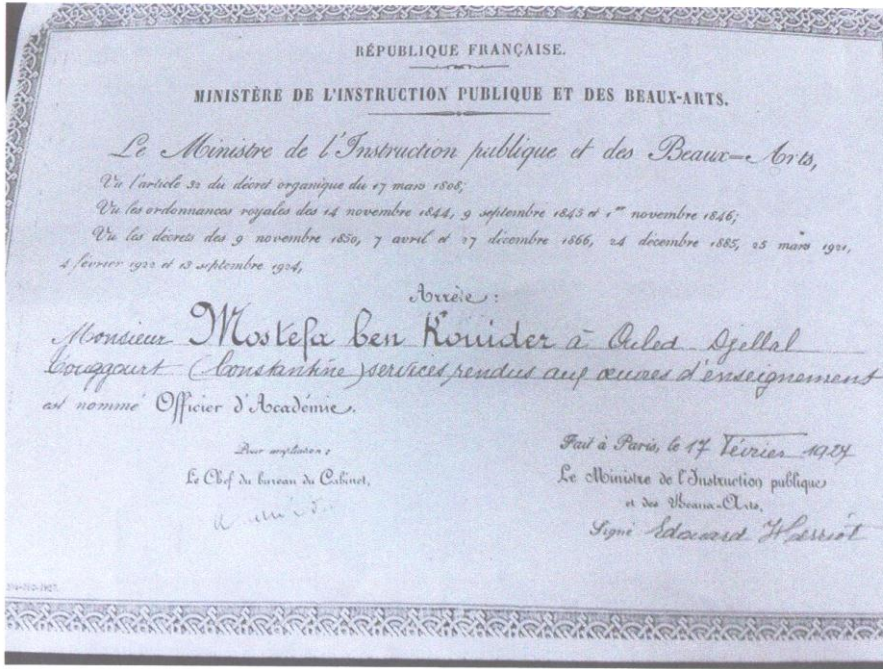 RÉPUBLIQUE FRANÇAISE.
MINISTÈRE DE L'INSTRUCTION PUBLIQUE ET DES BEAUX-ARTS.
Le Ministre de l'Instruction publique et des Beaux-Arts,
Vu l'article 32 du décret organique du 17 mars 1808;
Vu les ordonnances royales des 14 novembre 1844, 9 septembre 1845 et 1er novembre 1846;
Vu les décrets des 9 novembre 1850, 7 avril et 27 décembre 1866, 24 décembre 1885, 25 mars 1921,
4 février 1922 et 13 septembre 1924,
Arrête:
Monsieur Mostefa ben Kouider à Ouled Djellal
Touggourt (Constantine) services rendus aux œuvres d'enseignement
est nommé Officier d'Académie.
Pour ampliation:
Le Chef du bureau du Cabinet,
Fait à Paris, le 17 Février 1927
Le Ministre de l'Instruction publique
et des Beaux-Arts,
Signé Edouard Herriot